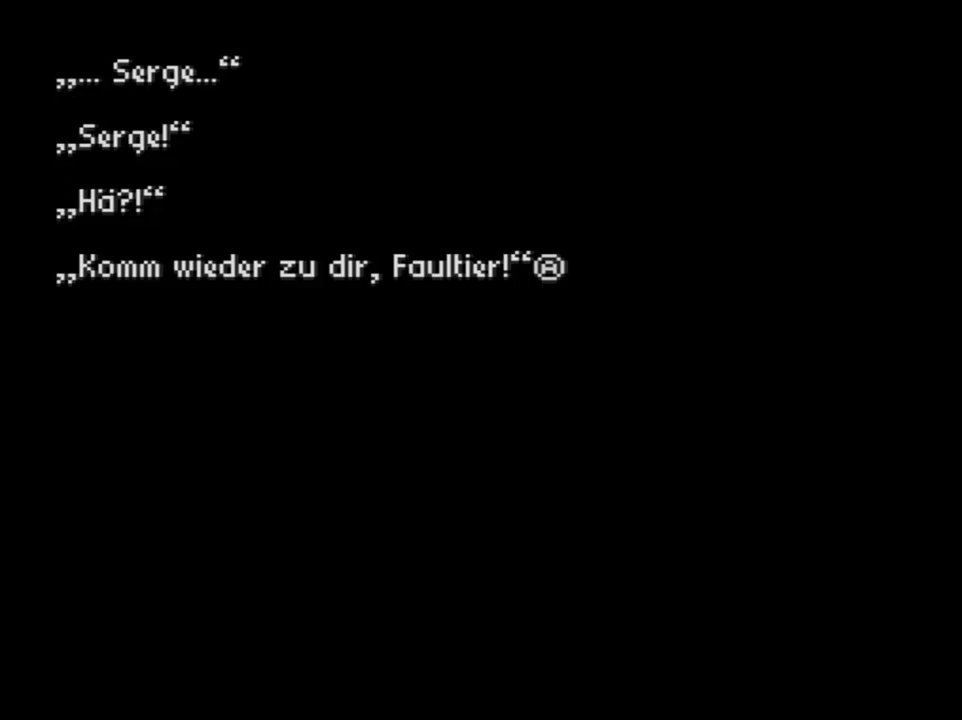 „... Serge...“
„Serge!“
„Hä?!“
„Komm wieder zu dir, Faultier!“Ⓐ